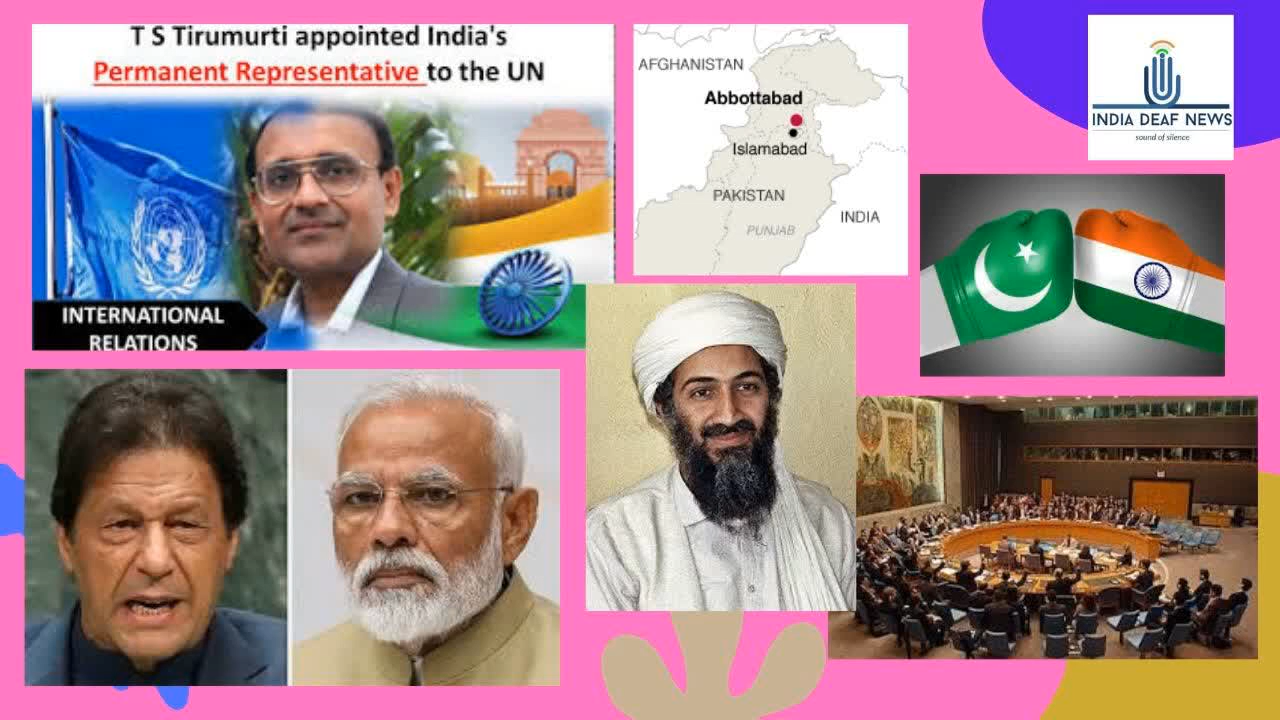 T S Tirumurti appointed India's
Permanent Representative to the UN
INTERNATIONAL
RELATIONS
AFGHANISTAN
Abbottabad
Islamabad
PAKISTAN
INDIA
PUNJAB
INDIA DEAF NEWS
sound of silence